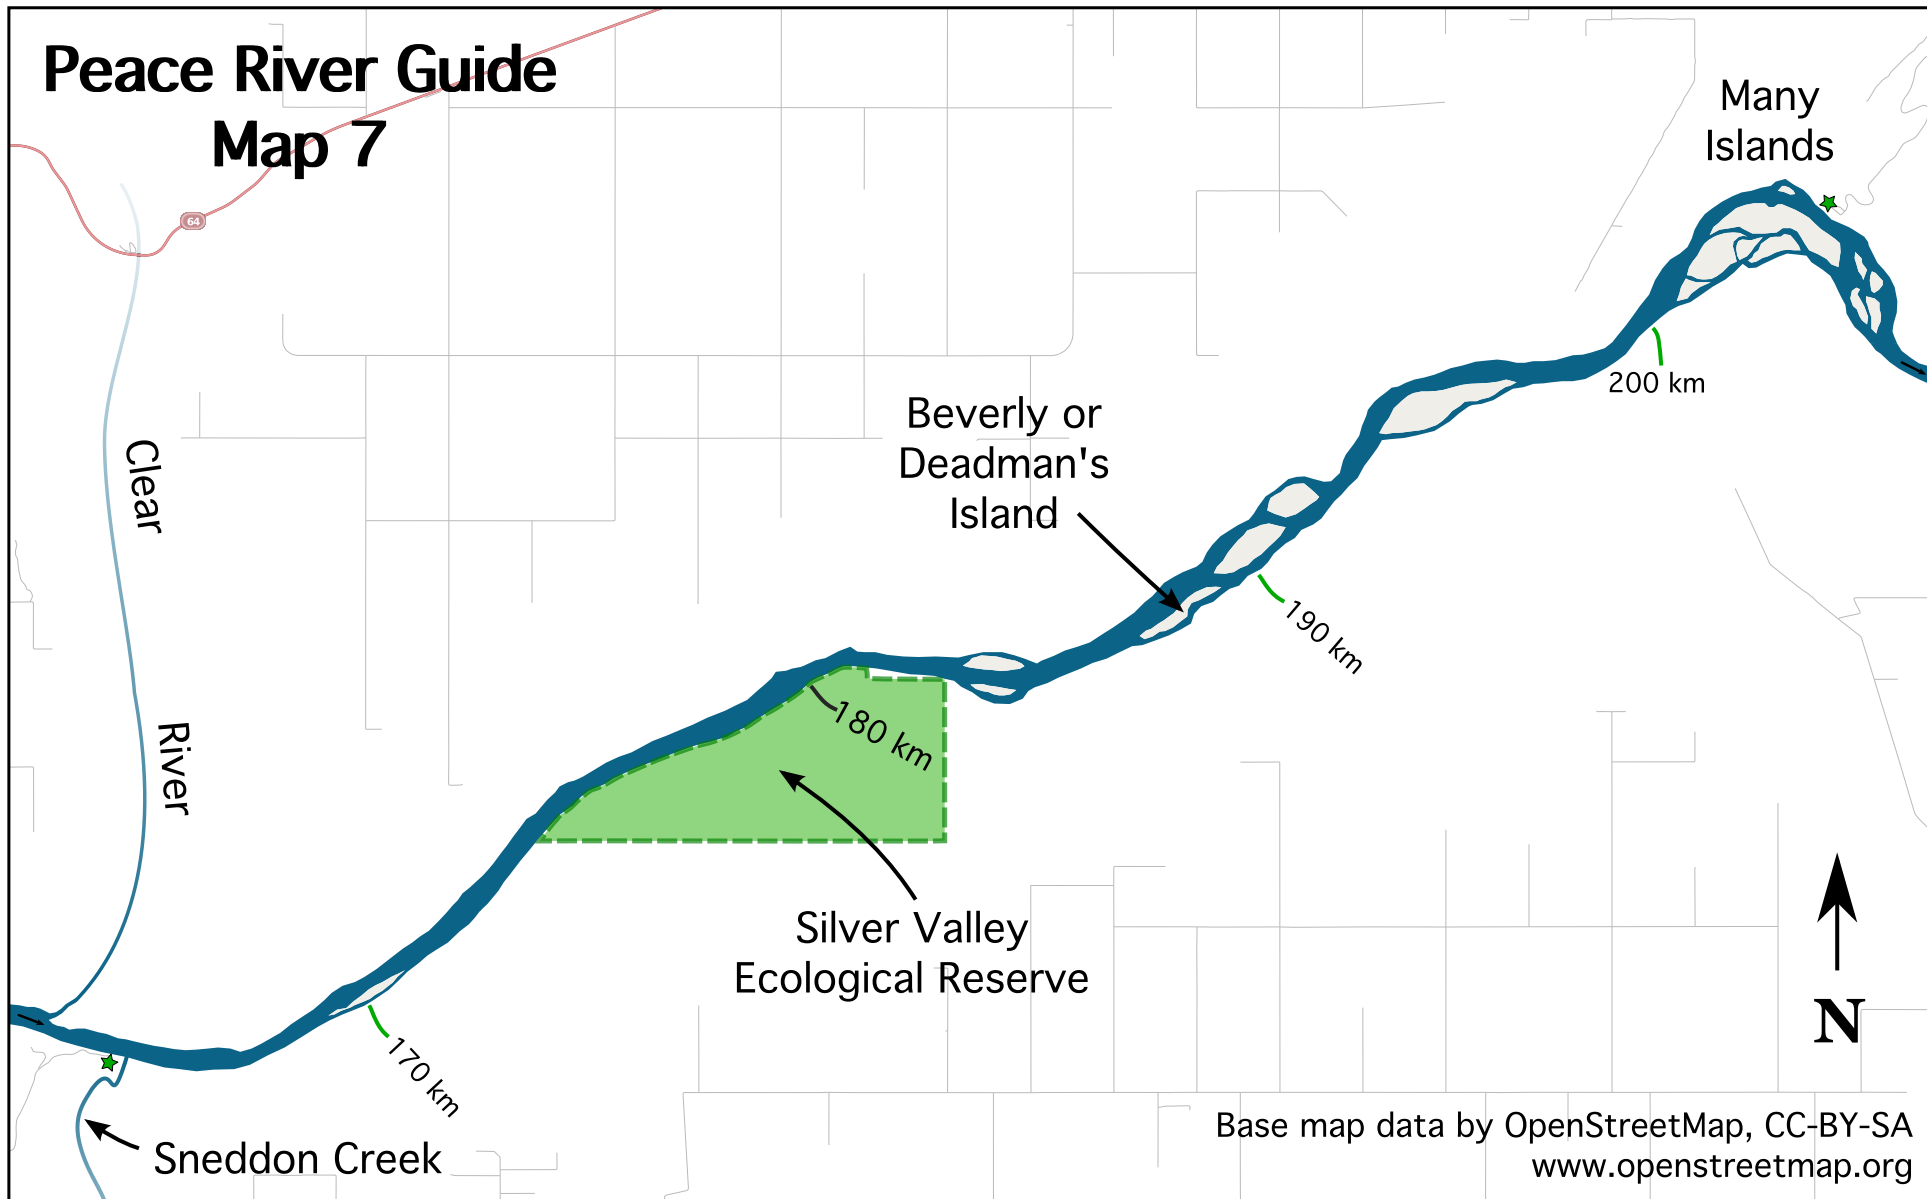 Peace River Guide
Map 7
64
Many
Islands
200 km
Beverly or
Deadman's
Island
190 km
Clear
River
180 km
Silver Valley
Ecological Reserve
170 km
Sneddon Creek
N
Base map data by OpenStreetMap, CC-BY-SA
www.openstreetmap.org